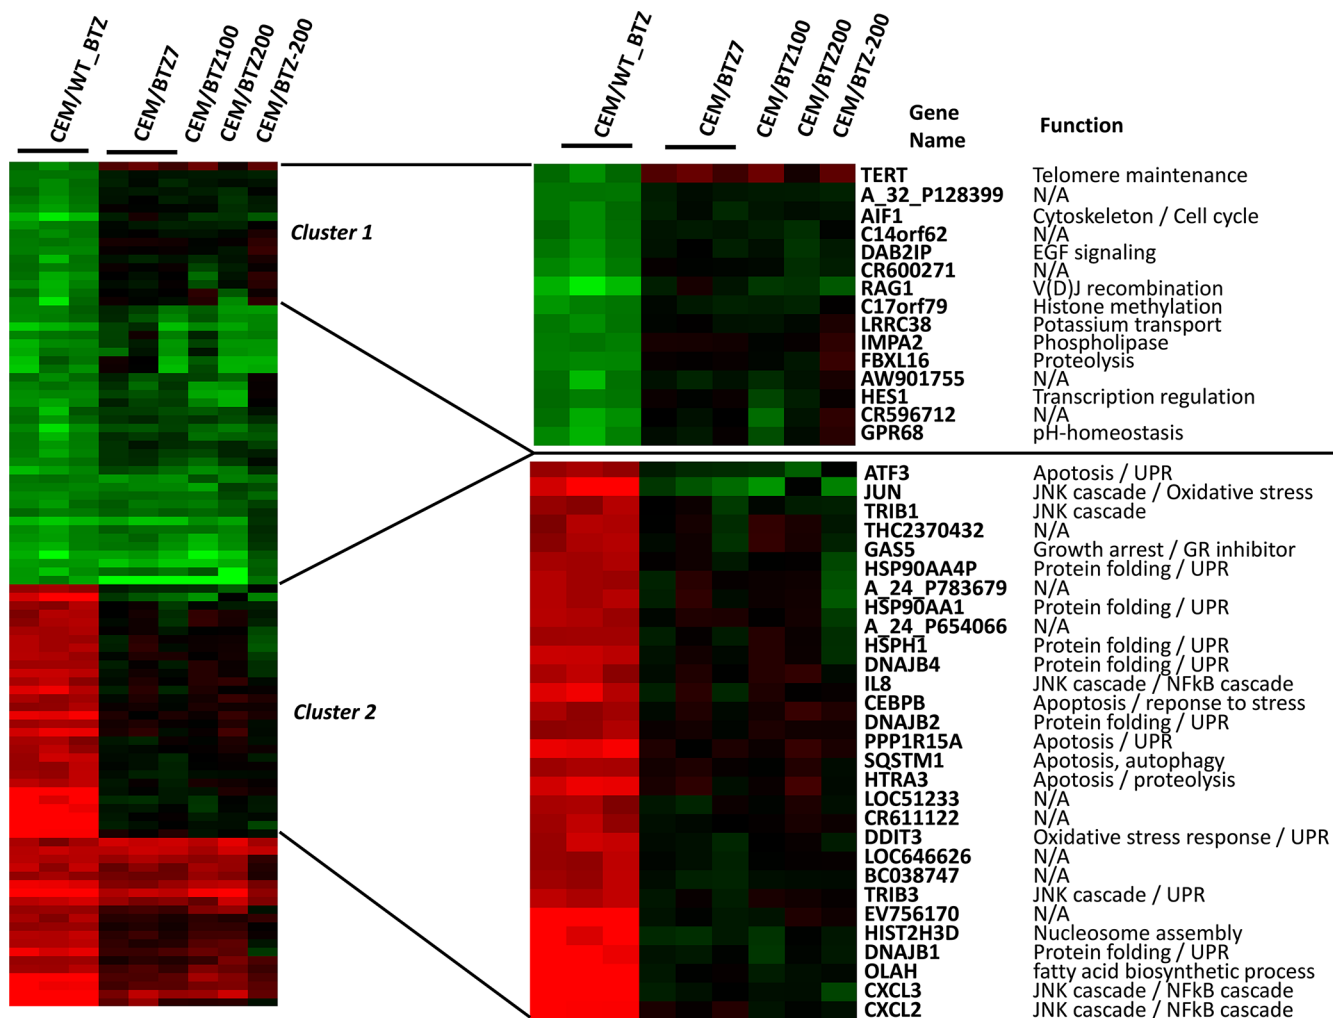 CEM/WT_BTZ
CEM/BTZ7
CEM/BTZ100
CEM/BTZ200
CEM/BTZ-200
CEM/WT_BTZ
CEM/BTZ7
CEM/BTZ100
CEM/BTZ200
CEM/BTZ-200
Gene Name
Function
Cluster 1
Cluster 2
TERT Telomere maintenance
A_32_P128399 N/A
AIF1 Cytoskeleton / Cell cycle
C14orf62 N/A
DAB2IP EGF signaling
CR600271 N/A
RAG1 V(D)J recombination
C17orf79 Histone methylation
LRRC38 Potassium transport
IMPA2 Phospholipase
FBXL16 Proteolysis
AW901755 N/A
HES1 Transcription regulation
CR596712 N/A
GPR68 pH-homeostasis
ATF3 Apotosis / UPR
JUN JNK cascade / Oxidative stress
TRIB1 JNK cascade
THC2370432 N/A
GAS5 Growth arrest / GR inhibitor
HSP90AA4P Protein folding / UPR
A_24_P783679 N/A
HSP90AA1 Protein folding / UPR
A_24_P654066 N/A
HSPH1 Protein folding / UPR
DNAJB4 Protein folding / UPR
IL8 JNK cascade / NFkB cascade
CEBPB Apoptosis / reponse to stress
DNAJB2 Protein folding / UPR
PPP1R15A Apotosis / UPR
SQSTM1 Apotosis, autophagy
HTRA3 Apotosis / proteolysis
LOC51233 N/A
CR611122 N/A
DDIT3 Oxidative stress response / UPR
LOC646626 N/A
BC038747 N/A
TRIB3 JNK cascade / UPR
EV756170 N/A
HIST2H3D Nucleosome assembly
DNAJB1 Protein folding / UPR
OLAH fatty acid biosynthetic process
CXCL3 JNK cascade / NFkB cascade
CXCL2 JNK cascade / NFkB cascade